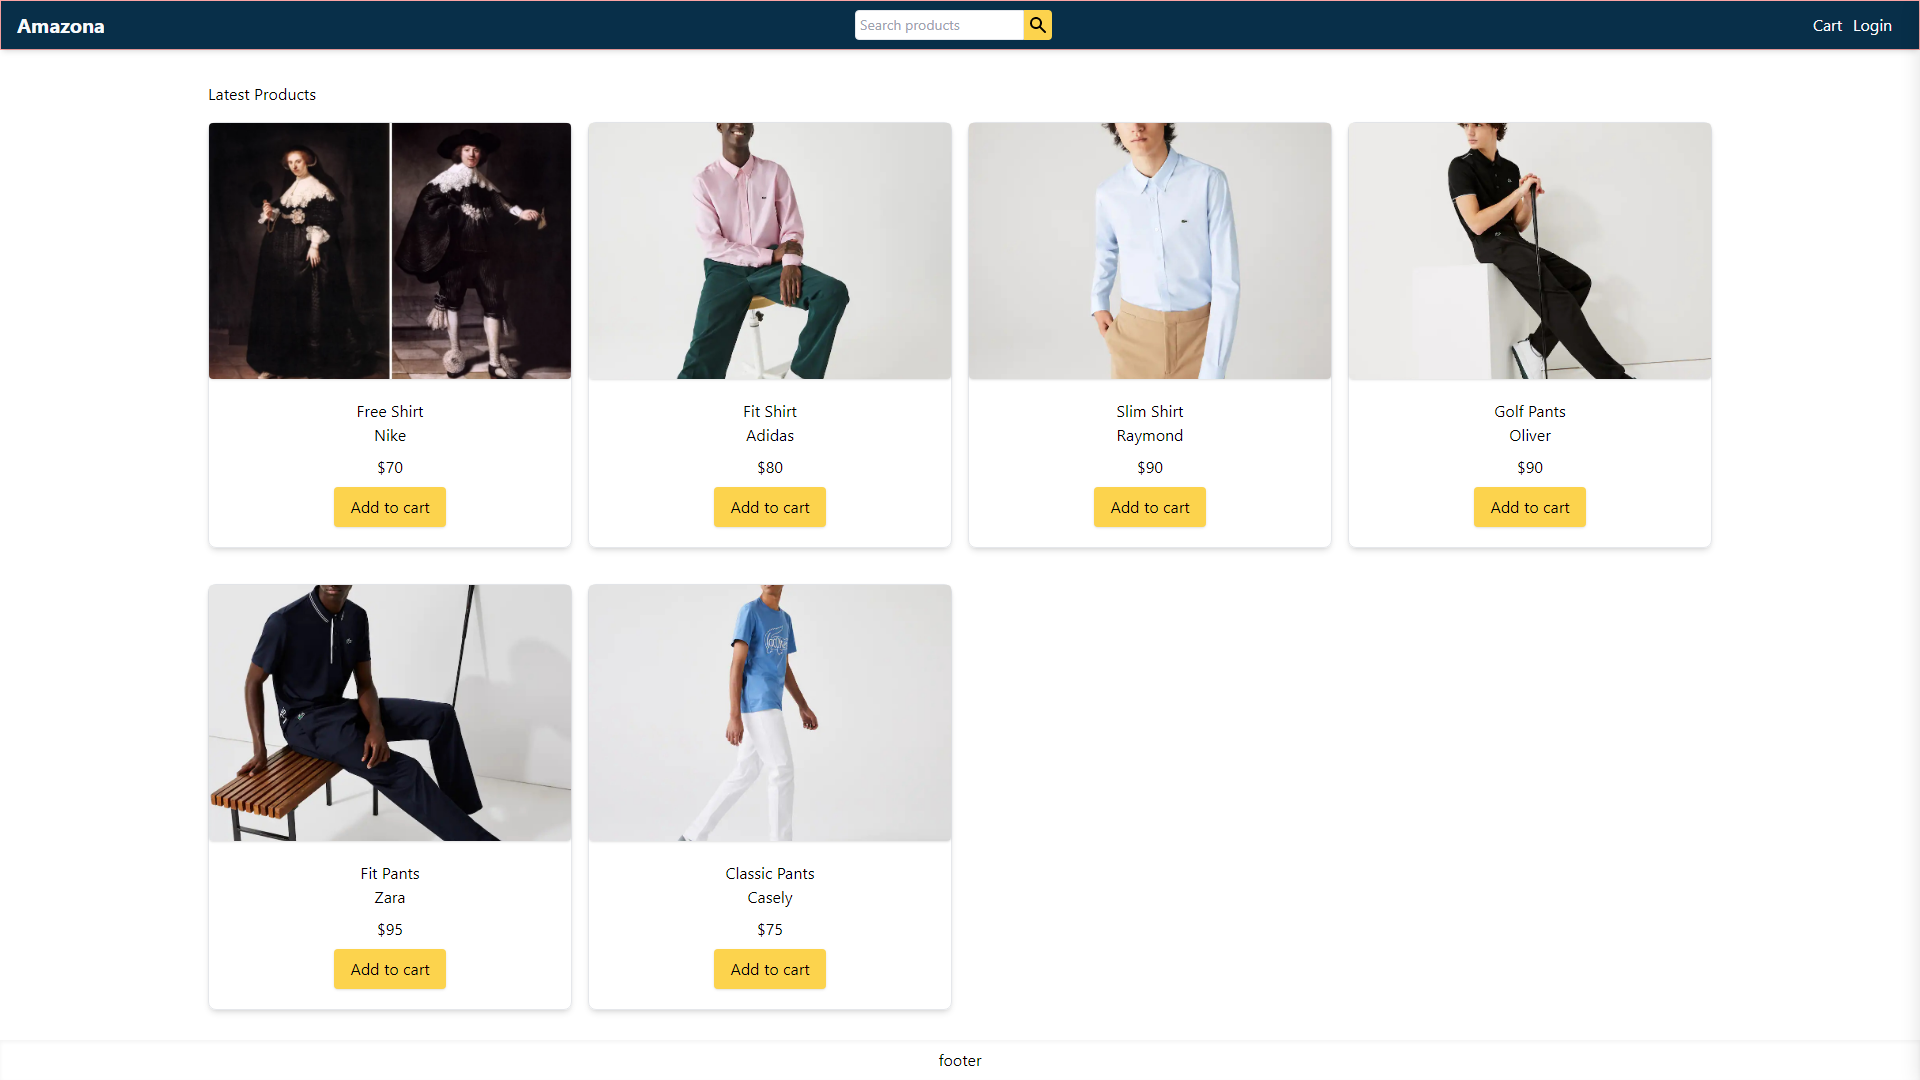 Amazona
Search products
Cart Login
Latest Products
Free Shirt
Nike
$70
Add to cart
Fit Shirt
Adidas
$80
Add to cart
Slim Shirt
Raymond
$90
Add to cart
Golf Pants
Oliver
$90
Add to cart
Fit Pants
Zara
$95
Add to cart
Classic Pants
Casely
$75
Add to cart
footer